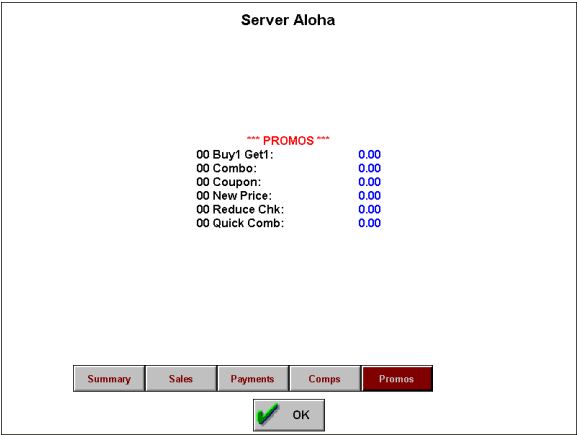 Server Aloha
*** PROMOS ***
00 Buy1 Get1: 0.00
00 Combo: 0.00
00 Coupon: 0.00
00 New Price: 0.00
00 Reduce Chk: 0.00
00 Quick Comb: 0.00
Summary Sales Payments Comps Promos
OK